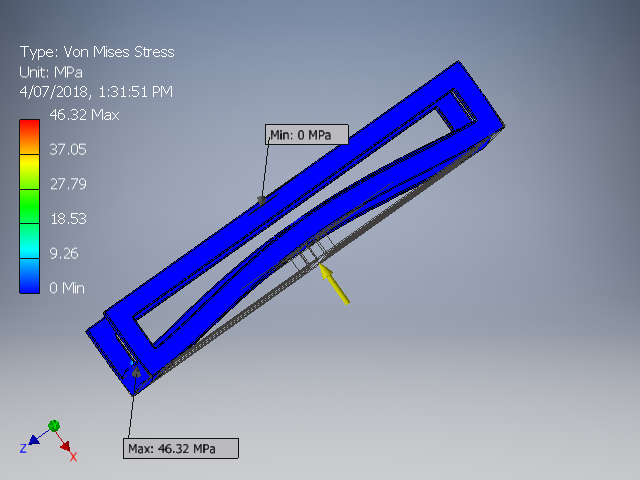 Type: Von Mises Stress
Unit: MPa
4/07/2018, 1:31:51 PM
46.32 Max
37.05
27.79
18.53
9.26
0 Min
Min: 0 MPa
Max: 46.32 MPa
Z
X